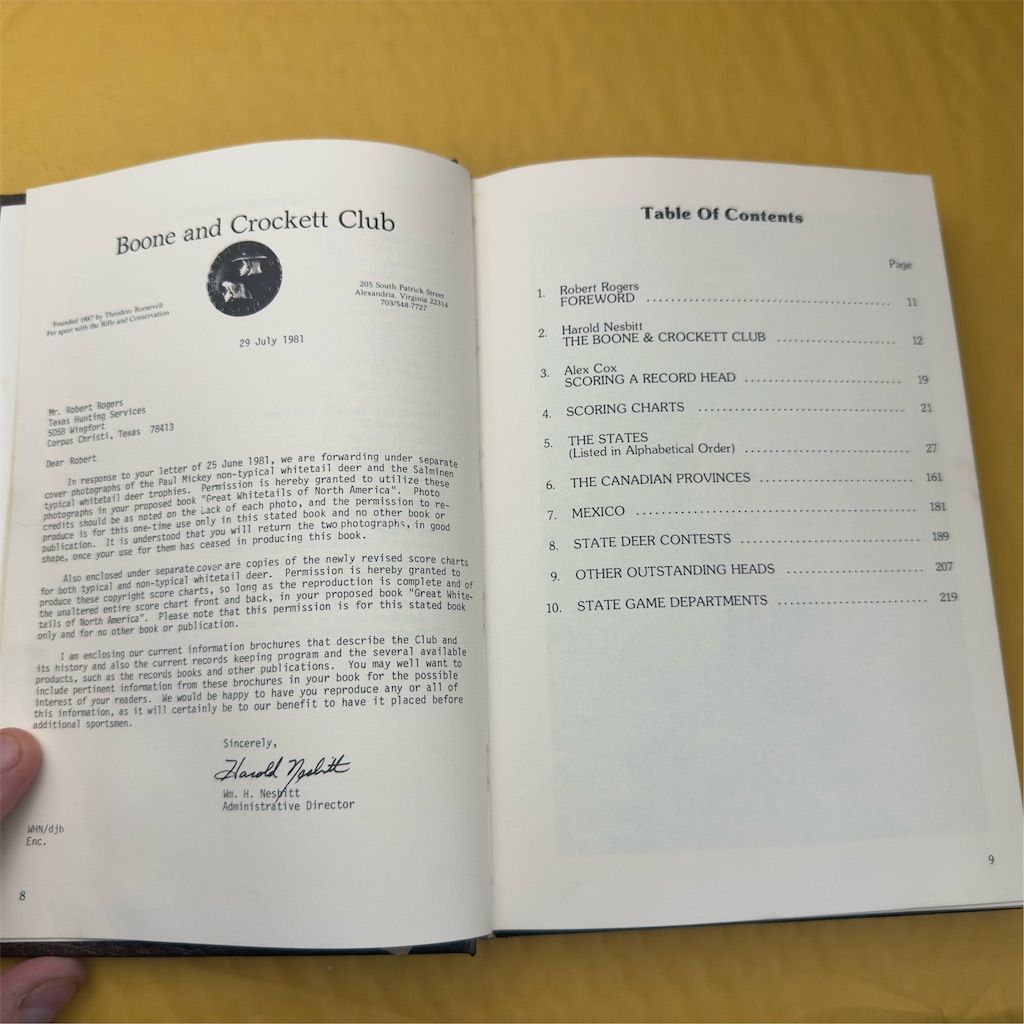 Boone and Crockett Club
Founded 1887 by Theodore Roosevelt
For sport with the Rifle and Conservation
205 South Patrick Street
Alexandria, Virginia 22314
703/548-7727
29 July 1981
Mr. Robert Rogers
Texas Hunting Services
5058 Wingfort
Corpus Christi, Texas 78413
Dear Robert
In response to your letter of 25 June 1981, we are forwarding under separate
cover photographs of the Paul Mickey non-typical whitetail deer and the Salminen
typical whitetail deer trophies. Permission is hereby granted to utilize these
photographs in your proposed book "Great Whitetails of North America". Photo
credits should be as noted on the back of each photo, and the permission to re-
produce is for this one-time use only in this stated book and no other book or
publication. It is understood that you will return the two photographs, in good
shape, once your use for them has ceased in producing this book.
Also enclosed under separate cover are copies of the newly revised score charts
for both typical and non-typical whitetail deer. Permission is hereby granted to
produce these copyright score charts, so long as the reproduction is complete and of
the unaltered entire score chart front and back, in your proposed book "Great White-
tails of North America". Please note that this permission is for this stated book
only and for no other book or publication.
I am enclosing our current information brochures that describe the Club and
its history and also the current records keeping program and the several available
products, such as the records books and other publications. You may well want to
include pertinent information from these brochures in your book for the possible
interest of your readers. We would be happy to have you reproduce any or all of
this information, as it will certainly be to our benefit to have it placed before
additional sportsmen.
Sincerely,
Harold Nesbitt
Wm. H. Nesbitt
Administrative Director
WHN/djh
Enc.
8
Table Of Contents
Page
1. Robert Rogers
FOREWORD .......... 11
2. Harold Nesbitt
THE BOONE & CROCKETT CLUB .......... 12
3. Alex Cox
SCORING A RECORD HEAD .......... 19
4. SCORING CHARTS .......... 21
5. THE STATES
(Listed in Alphabetical Order) .......... 27
6. THE CANADIAN PROVINCES .......... 161
7. MEXICO .......... 181
8. STATE DEER CONTESTS .......... 189
9. OTHER OUTSTANDING HEADS .......... 207
10. STATE GAME DEPARTMENTS .......... 219
9